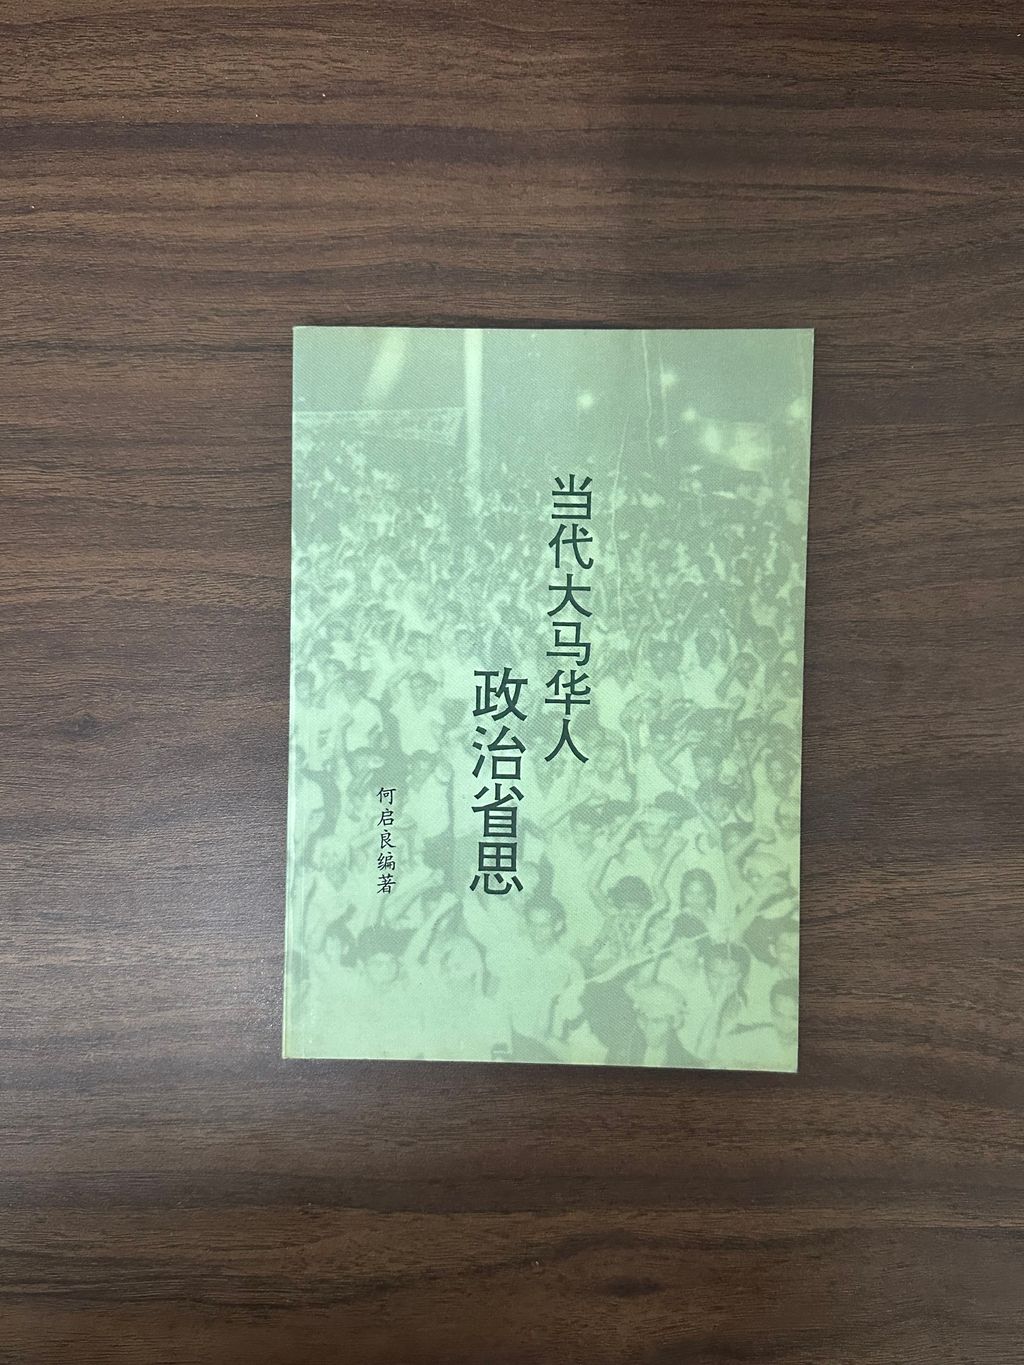 当代大马华人
政治省思
何启良编著